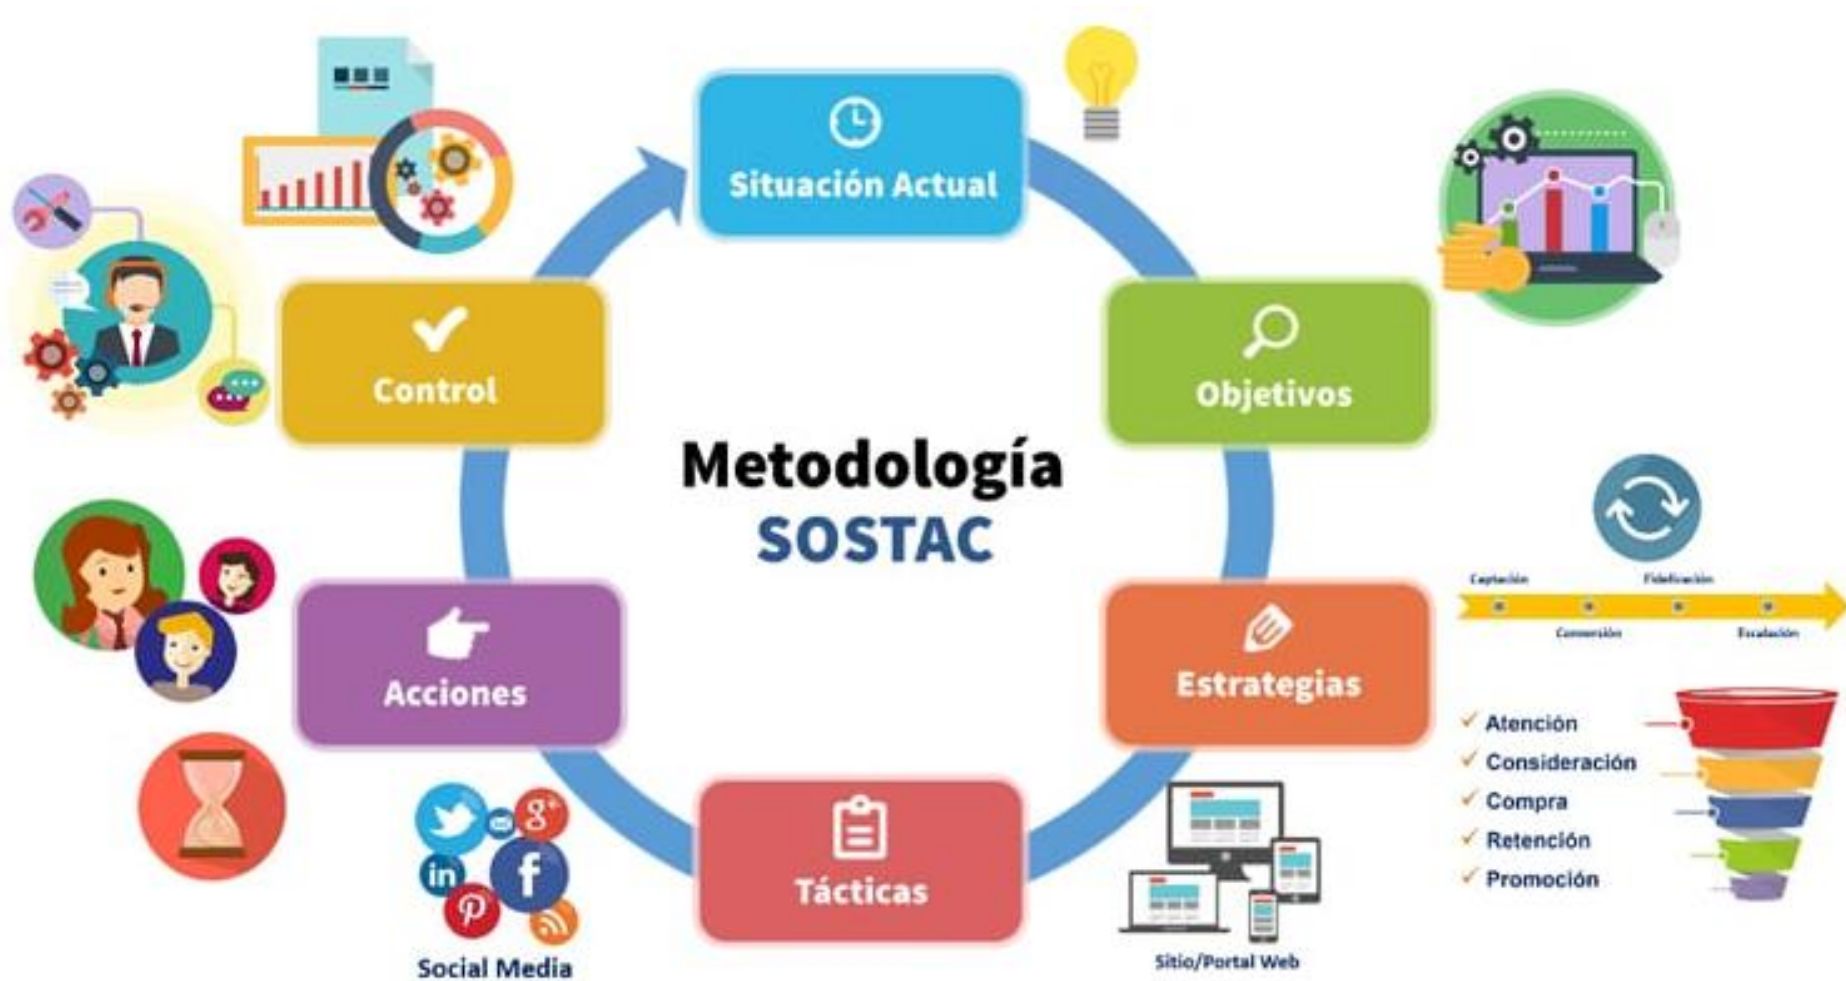 Situación Actual
Control
Objetivos
Metodología
SOSTAC
Captación
Fidelización
Conversión
Escalación
Acciones
Estrategias
Atención
Consideración
Compra
Retención
Promoción
g+
in
f
Tácticas
Social Media
Sitio/Portal Web